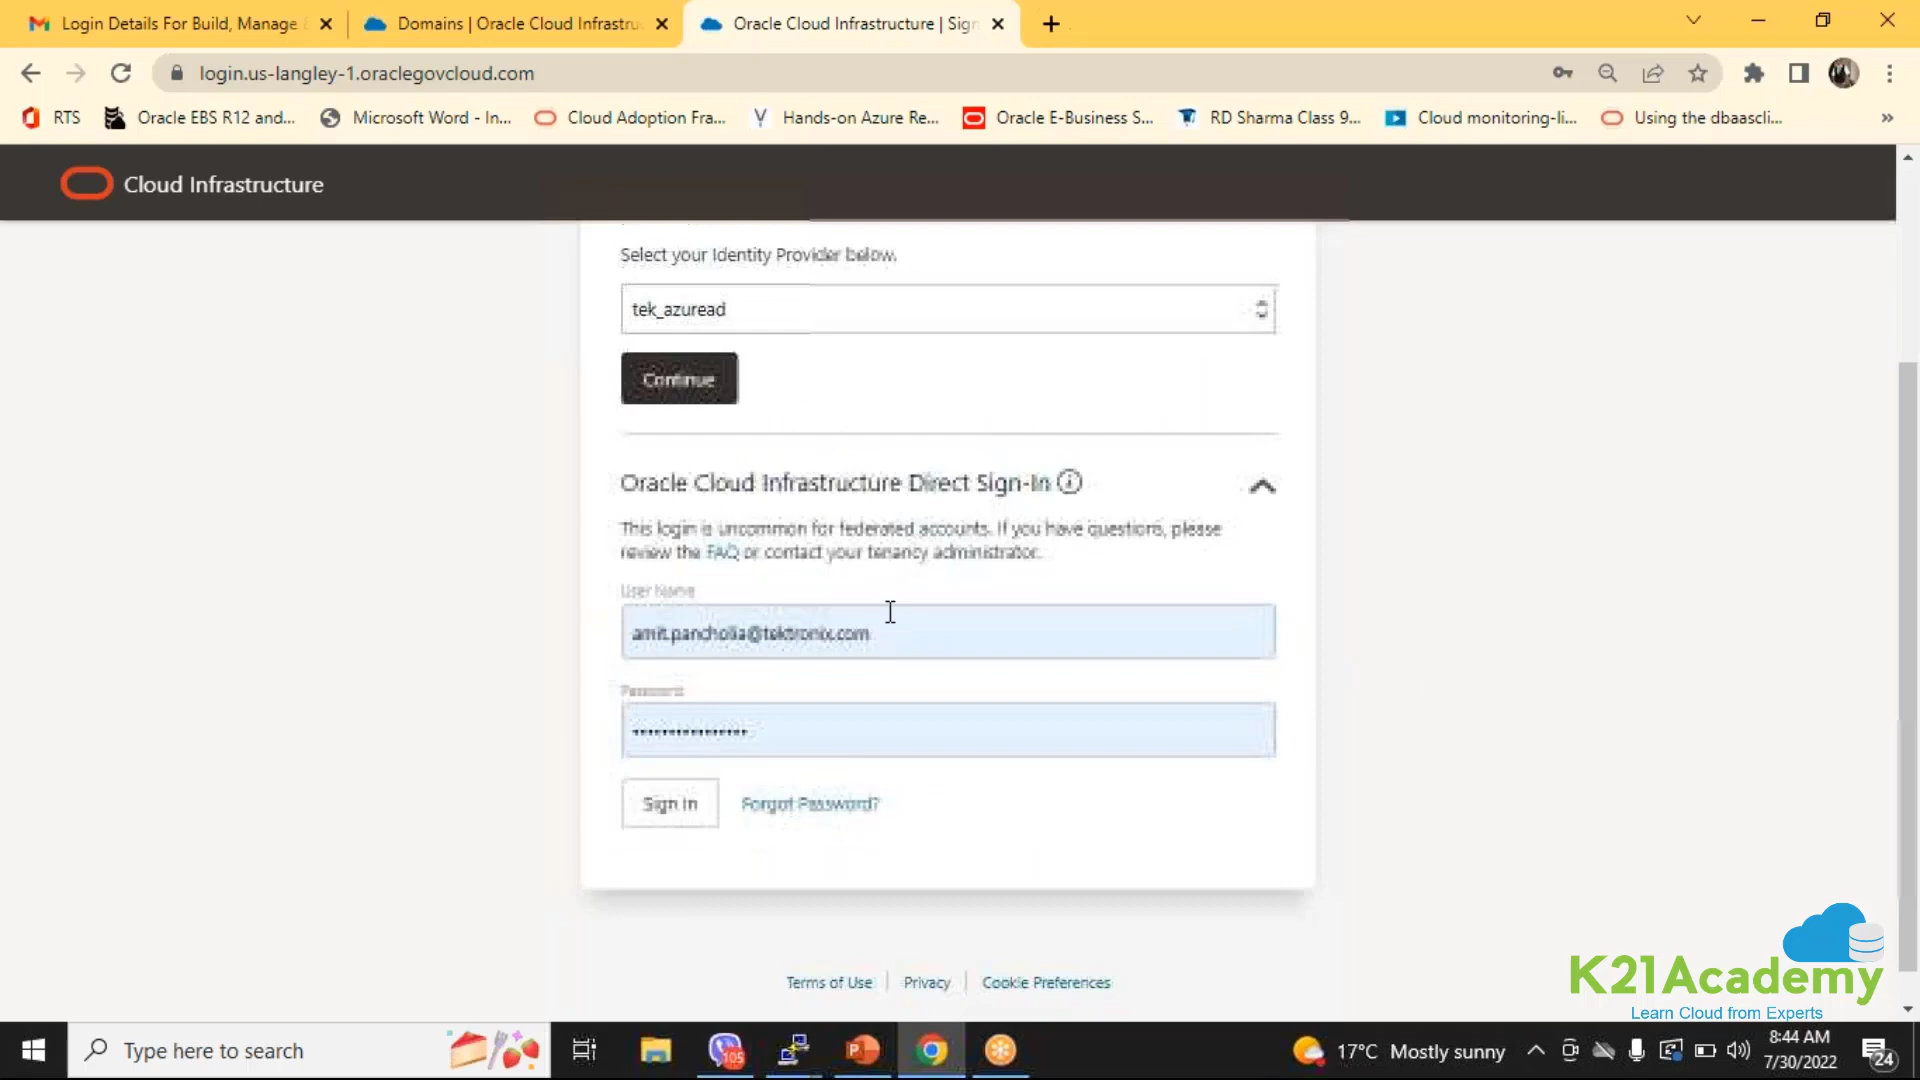 Login Details For Build, Manage
Domains | Oracle Cloud Infrastru
Oracle Cloud Infrastructure | Sign
login.us-langley-1.oraclegovcloud.com
RTS
Oracle EBS R12 and...
Microsoft Word - In...
Cloud Adoption Fra...
Hands-on Azure Re...
Oracle E-Business S...
RD Sharma Class 9...
Cloud monitoring-li...
Using the dbaascli...
Cloud Infrastructure
Select your Identity Provider below.
tek_azuread
Continue
Oracle Cloud Infrastructure Direct Sign-In
This login is uncommon for federated accounts. If you have questions, please
review the FAQ or contact your tenancy administrator.
User Name
amit.pancholia@tektronix.com
Password
Sign In
Forgot Password?
Terms of Use
Privacy
Cookie Preferences
K21Academy
Learn Cloud from Experts
Type here to search
105
17°C Mostly sunny
8:44 AM
7/30/2022
24